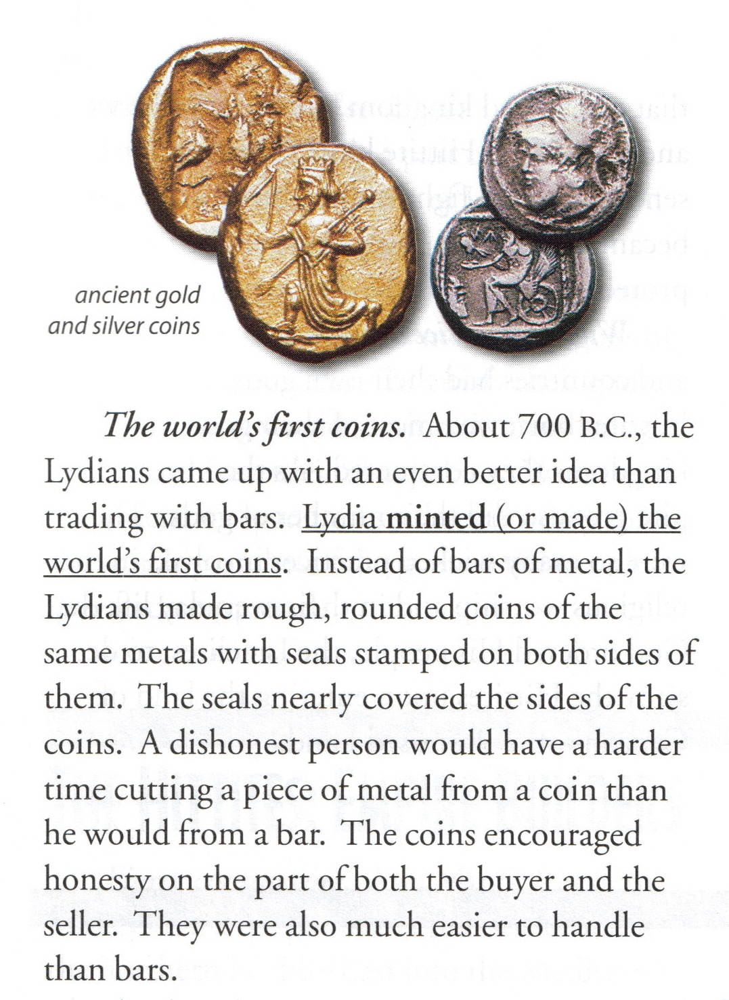 ancient gold
and silver coins
The world's first coins. About 700 B.C., the
Lydians came up with an even better idea than
trading with bars. Lydia minted (or made) the
world's first coins. Instead of bars of metal, the
Lydians made rough, rounded coins of the
same metals with seals stamped on both sides of
them. The seals nearly covered the sides of the
coins. A dishonest person would have a harder
time cutting a piece of metal from a coin than
he would from a bar. The coins encouraged
honesty on the part of both the buyer and the
seller. They were also much easier to handle
than bars.